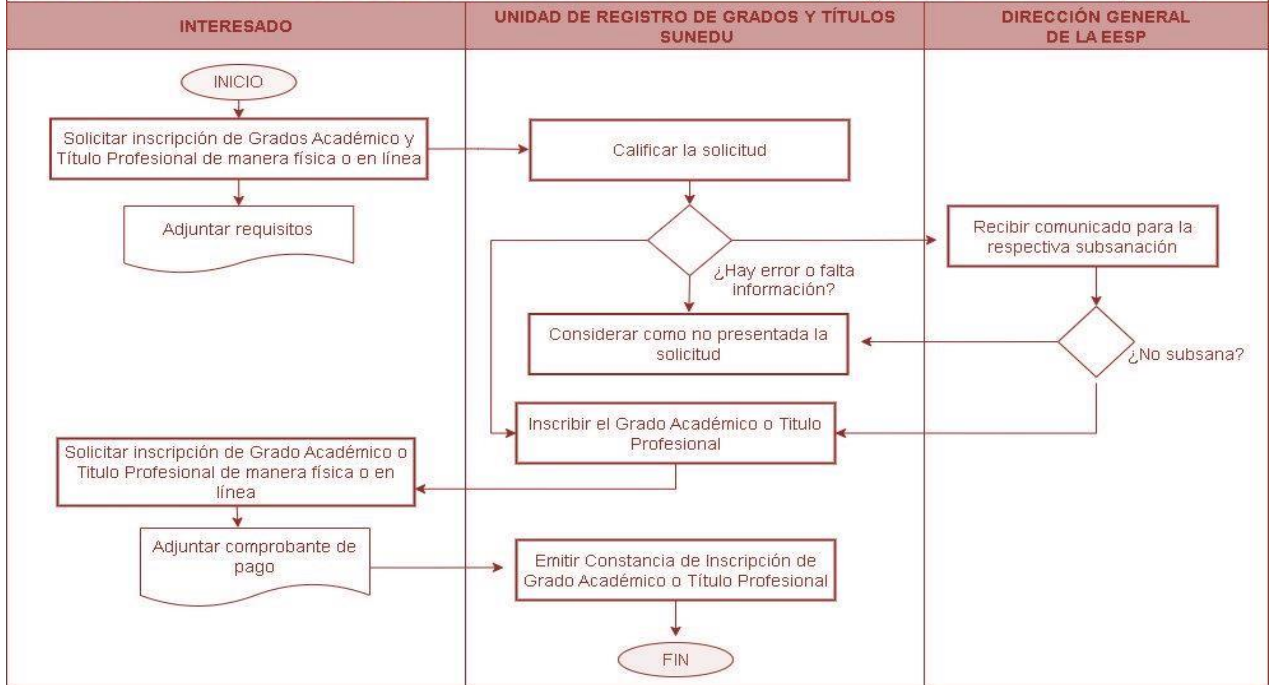 INTERESADO
UNIDAD DE REGISTRO DE GRADOS Y TÍTULOS
SUNEDU
DIRECCIÓN GENERAL
DE LA EESP
INICIO
Solicitar inscripción de Grados Académico y
Título Profesional de manera física o en línea
Calificar la solicitud
Adjuntar requisitos
Recibir comunicado para la
respectiva subsanación
¿Hay error o falta
información?
Considerar como no presentada la
solicitud
¿No subsana?
Inscribir el Grado Académico o Titulo
Profesional
Solicitar inscripción de Grado Académico o
Titulo Profesional de manera física o en
línea
Adjuntar comprobante de
pago
Emitir Constancia de Inscripción de
Grado Académico o Título Profesional
FIN